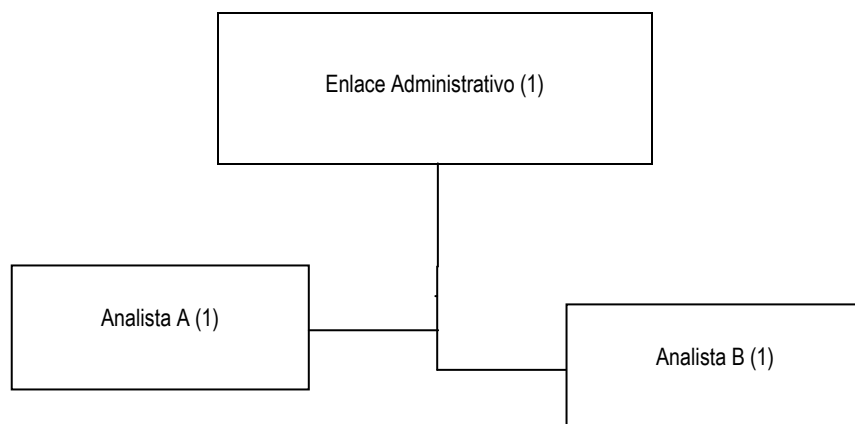 Enlace Administrativo (1)
Analista A (1)
Analista B (1)